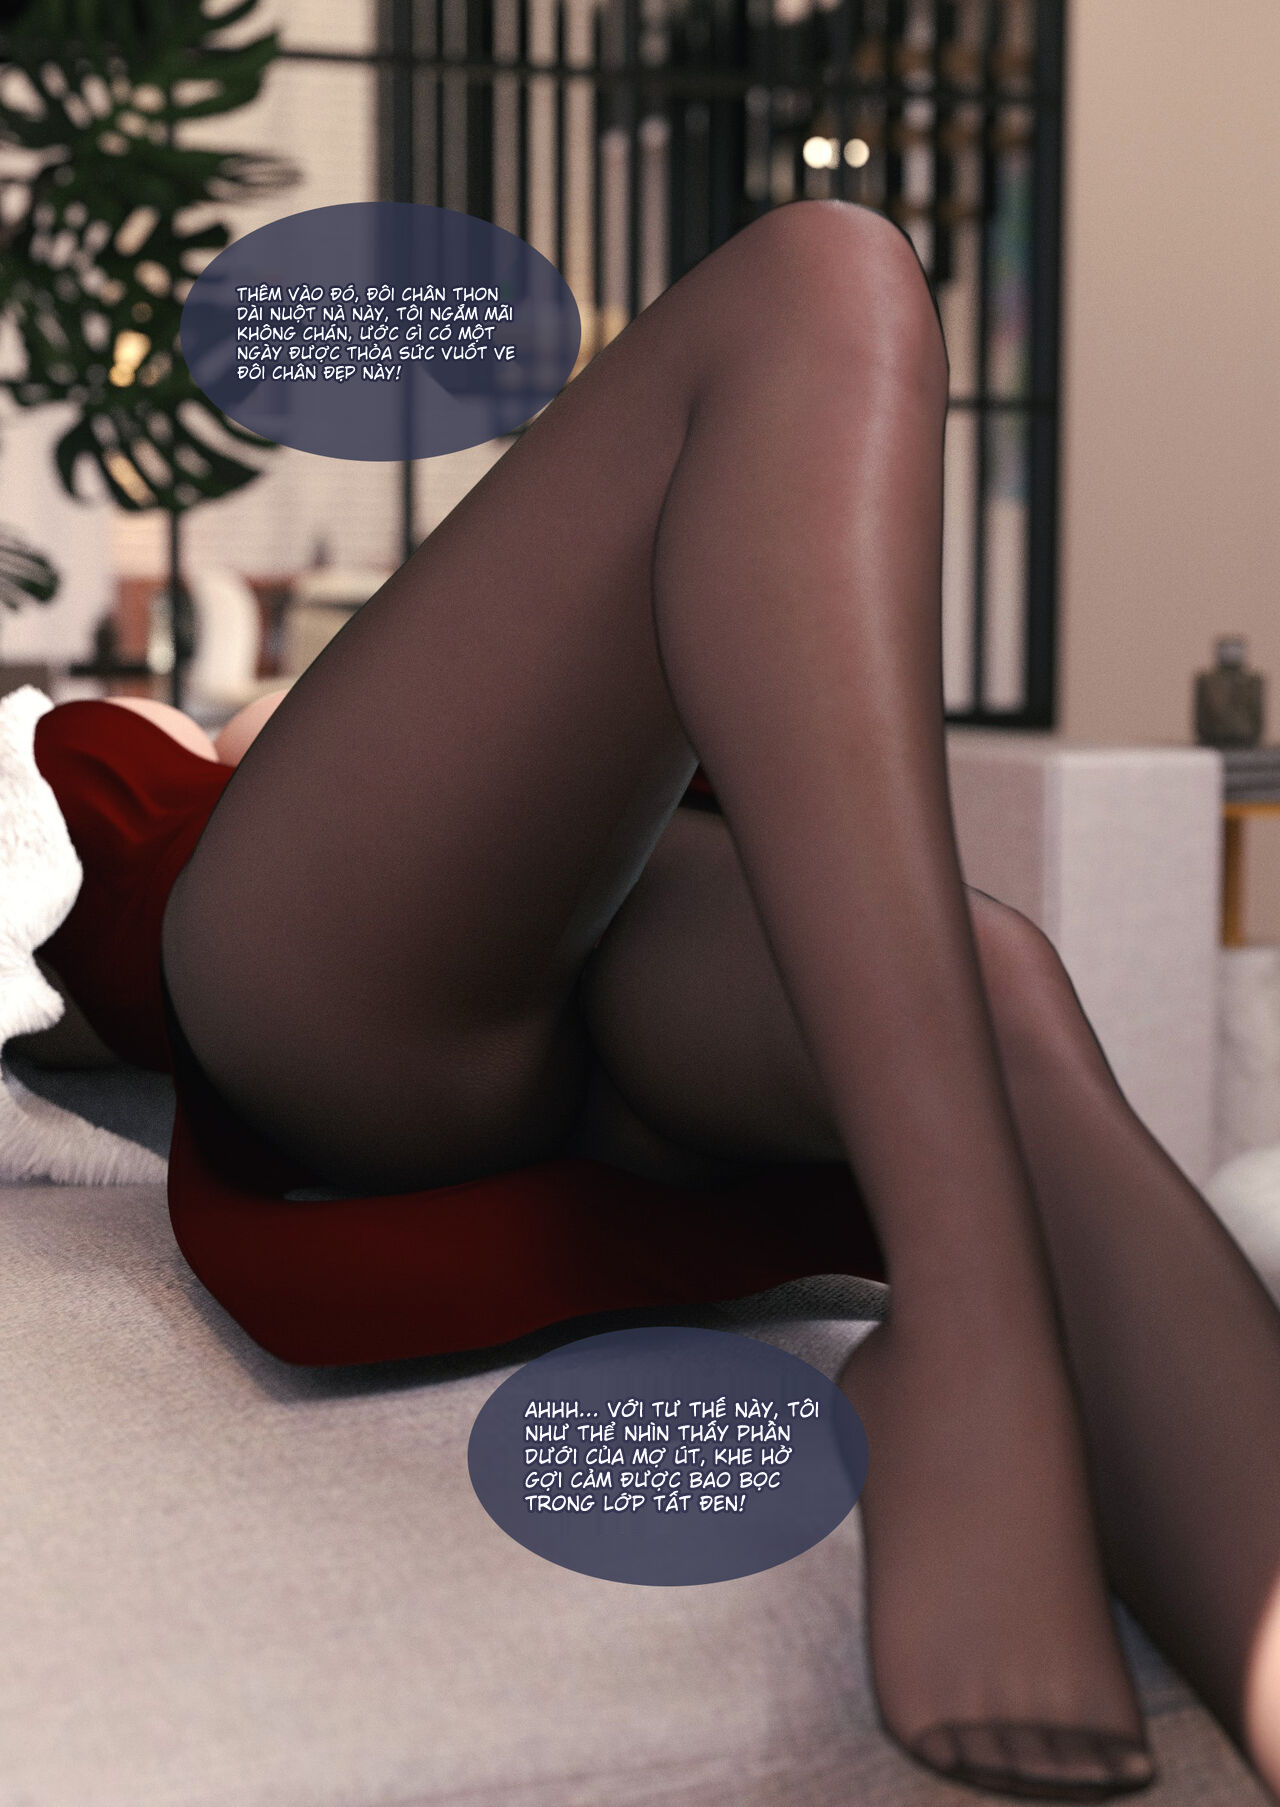 THÊM VÀO ĐÓ, ĐÔI CHÂN THON
DÀI NUỘT NÀ NÀY, TÔI NGẮM MÃI
KHÔNG CHÁN, ƯỚC GÌ CÓ MỘT
NGÀY ĐƯỢC THỎA SỨC VUỐT VE
ĐÔI CHÂN ĐẸP NÀY!
AHHH... VỚI TƯ THẾ NÀY, TÔI
NHƯ THỂ NHÌN THẤY PHẦN
DƯỚI CỦA MỢ ÚT, KHE HỞ
GỢI CẢM ĐƯỢC BAO BỌC
TRONG LỚP TẤT ĐEN!